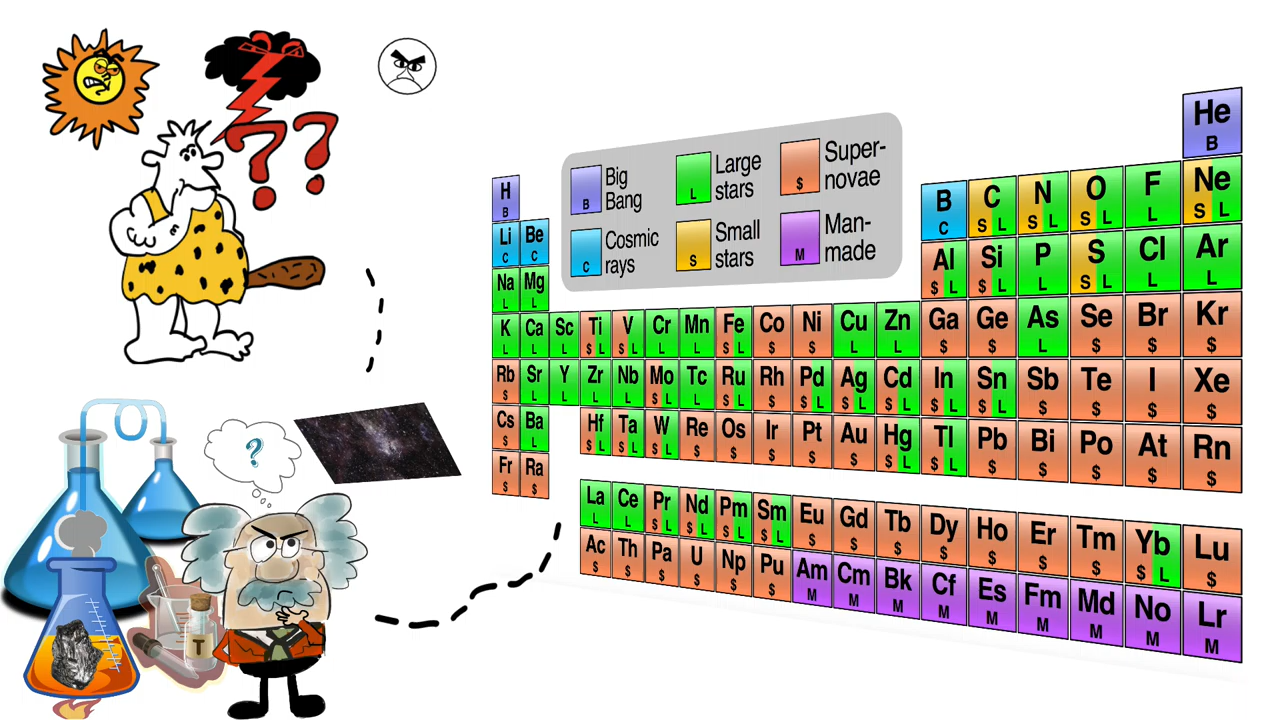 ? ?
He
B
Big Bang
B
Large stars
L
Super-
novae
$
Cosmic rays
C
Small stars
S
Man-
made
M
H B C N O F Ne
B C S L S L S L L S L
Li Be Al Si P S Cl Ar
C C $ L $ L L S L L L
Na Mg
L L
K Ca Sc Ti V Cr Mn Fe Co Ni Cu Zn Ga Ge As Se Br Kr
L L L $ L $ L L L $ L $ $ L L $ $ L $ $ $
Rb Sr Y Zr Nb Mo Tc Ru Rh Pd Ag Cd In Sn Sb Te I Xe
$ L L L L $ L L $ L $ $ L $ L $ L $ L $ L $ $ $ $
Cs Ba Hf Ta W Re Os Ir Pt Au Hg Tl Pb Bi Po At Rn
$ L $ L $ L $ L $ $ $ $ $ $ L $ L $ $ $ $ $
Fr Ra
$ $
La Ce Pr Nd Pm Sm Eu Gd Tb Dy Ho Er Tm Yb Lu
L L $ L $ L $ L $ L $ $ $ $ $ $ $ $ L $
Ac Th Pa U Np Pu Am Cm Bk Cf Es Fm Md No Lr
$ $ $ $ $ $ M M M M M M M M M
?
T